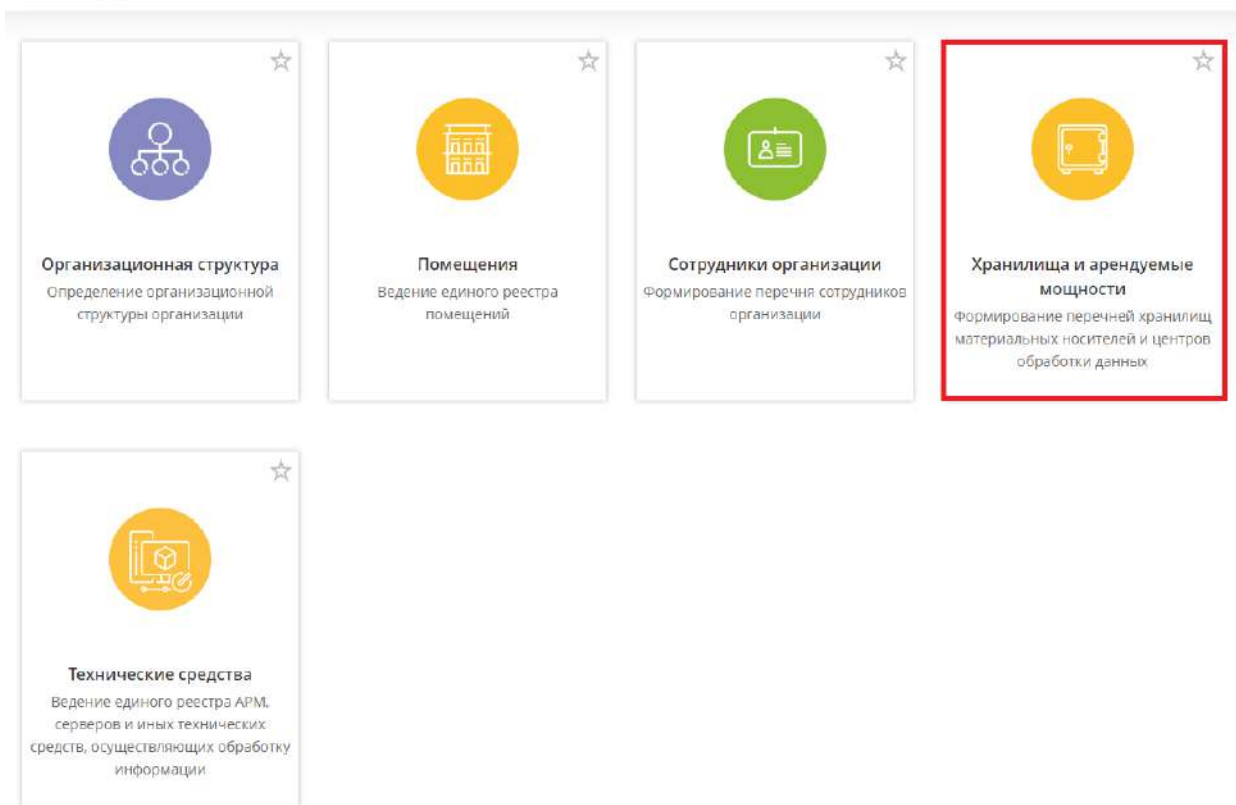 Организационная структура
Определение организационной
структуры организации
Помещения
Ведение единого реестра
помещений
Сотрудники организации
Формирование перечня сотрудников
организации
Хранилища и арендуемые
мощности
Формирование перечней хранилищ
материальных носителей и центров
обработки данных
Технические средства
Ведение единого реестра АРМ,
серверов и иных технических
средств, осуществляющих обработку
информации